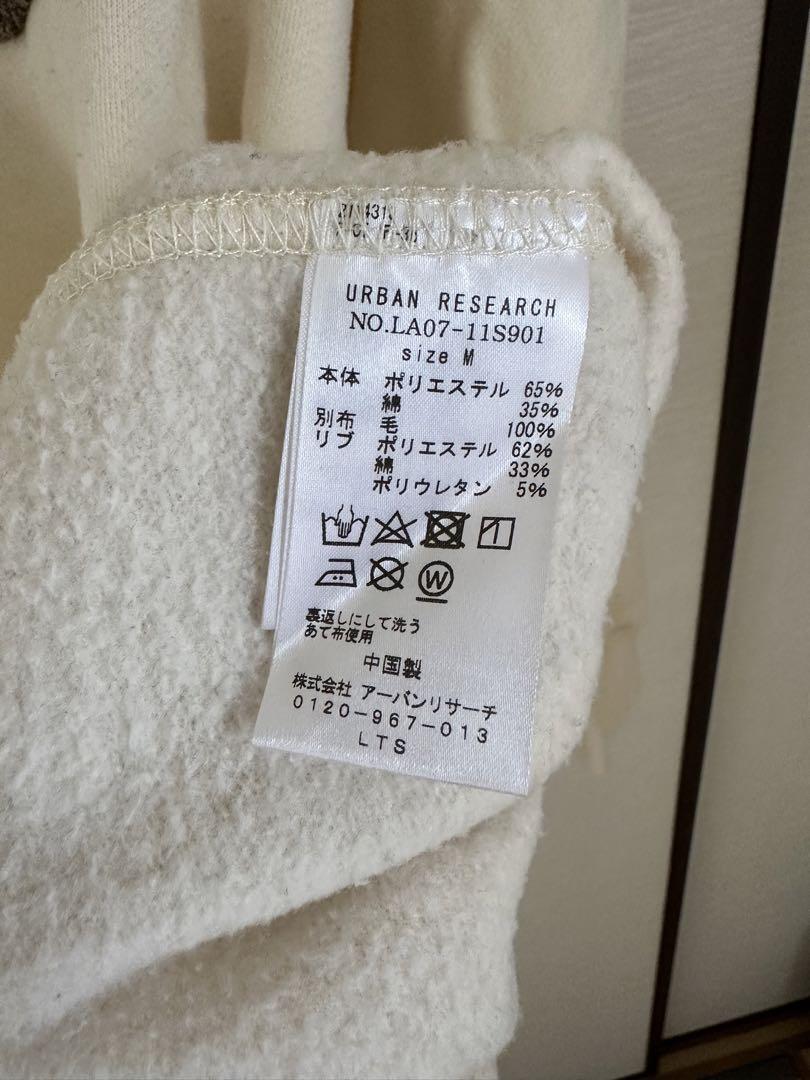 URBAN RESEARCH
NO.LA07-11S901
size M
本体 ポリエステル 65%
綿 35%
別布 毛 100%
リブ ポリエステル 62%
綿 33%
ポリウレタン 5%
W
裏返しにして洗う
あて布使用
中国製
株式会社 アーバンリサーチ
0120-967-013
LTS